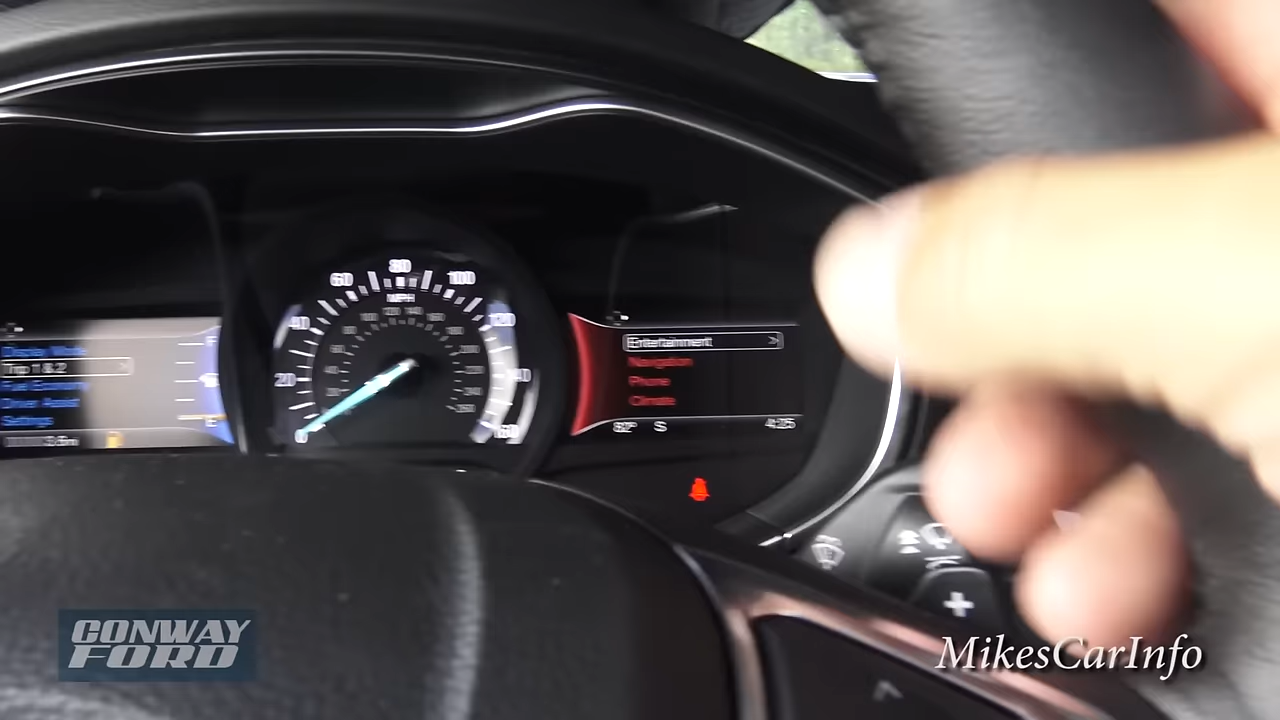 60 80 100
MPH
40 120
20 140
0 160
Display Mode
Trip 1 & 2 >
Fuel Economy
Driver Assist
Settings
F
E
Entertainment >
Navigation
Phone
Climate
82° S 4:25
+
CONWAY
FORD
MikesCarInfo